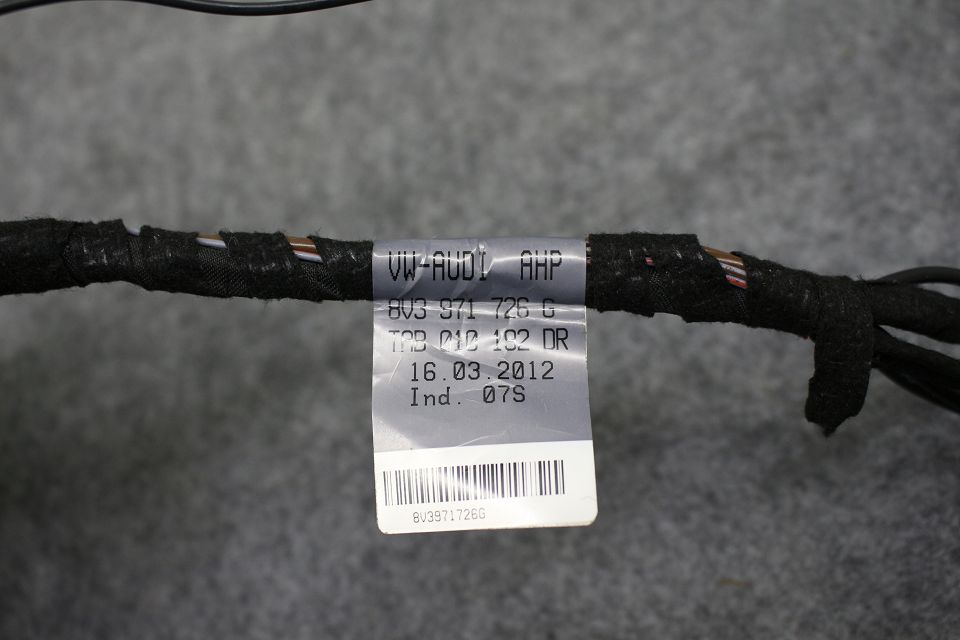 VW-AUDI AHP
8V3 971 726 G
TAB 010 192 DR
16.03.2012
Ind. 07S
8V3971726G